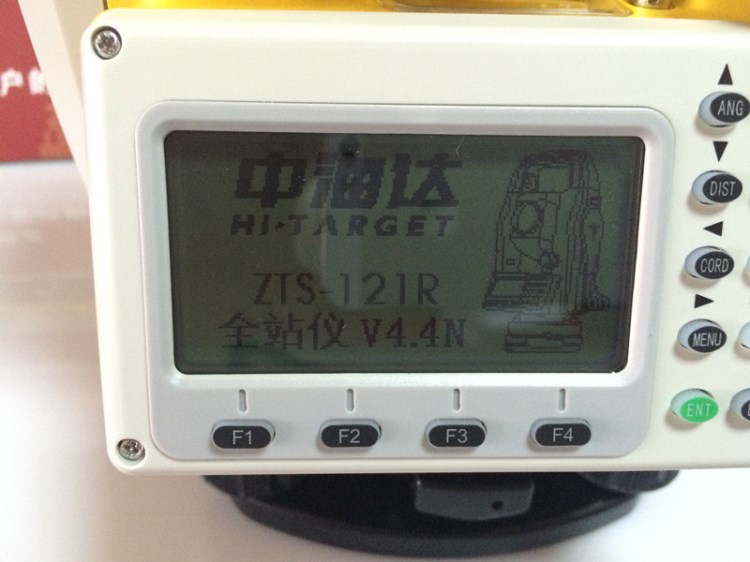 中海达
HI-TARGET
ZTS-121R
全站仪 V4.4N
F1 F2 F3 F4
ANG
DIST
CORD
MENU
ENT
户